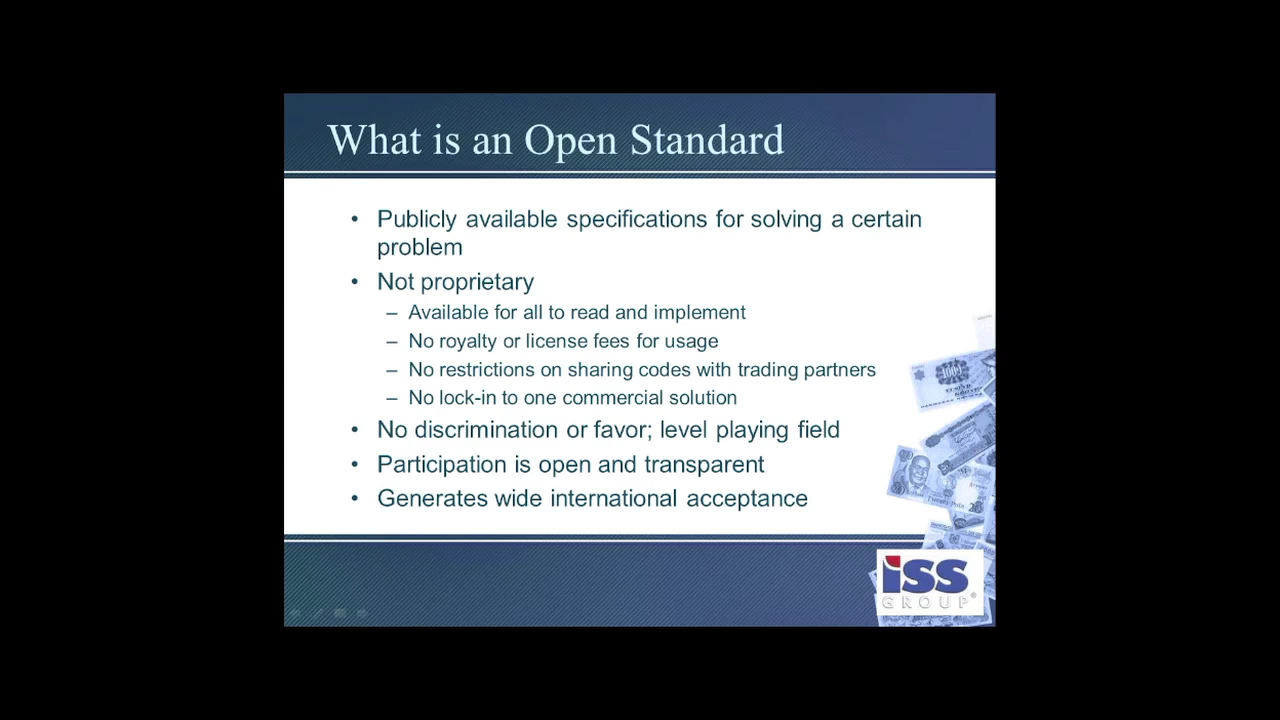 What is an Open Standard
• Publicly available specifications for solving a certain
problem
• Not proprietary
– Available for all to read and implement
– No royalty or license fees for usage
– No restrictions on sharing codes with trading partners
– No lock-in to one commercial solution
• No discrimination or favor; level playing field
• Participation is open and transparent
• Generates wide international acceptance
iSS
GROUP®